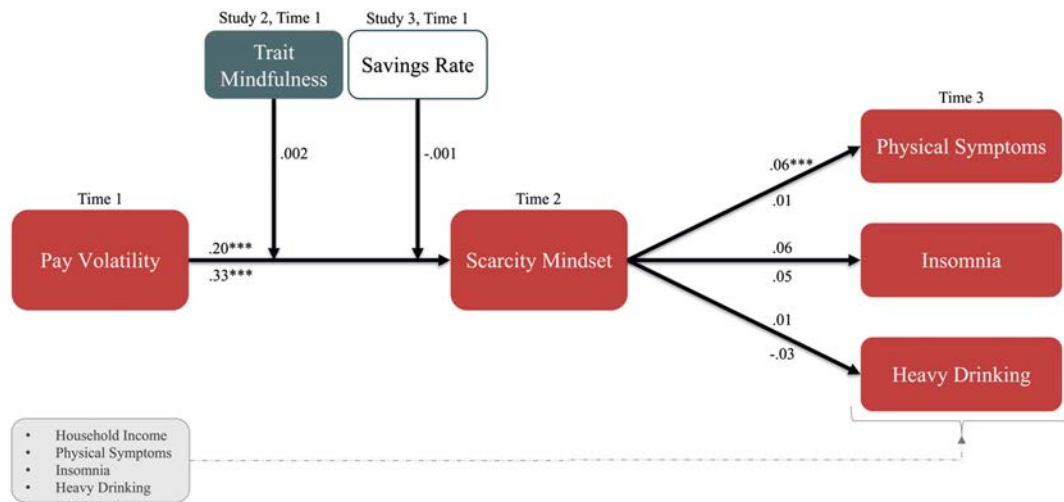 Study 2, Time 1
Study 3, Time 1
Trait
Mindfulness
Savings Rate
.002
-.001
Time 1
Pay Volatility
.20***
.33***
Time 2
Scarcity Mindset
Time 3
.06***
.01
Physical Symptoms
.06
.05
Insomnia
.01
-.03
Heavy Drinking
• Household Income
• Physical Symptoms
• Insomnia
• Heavy Drinking